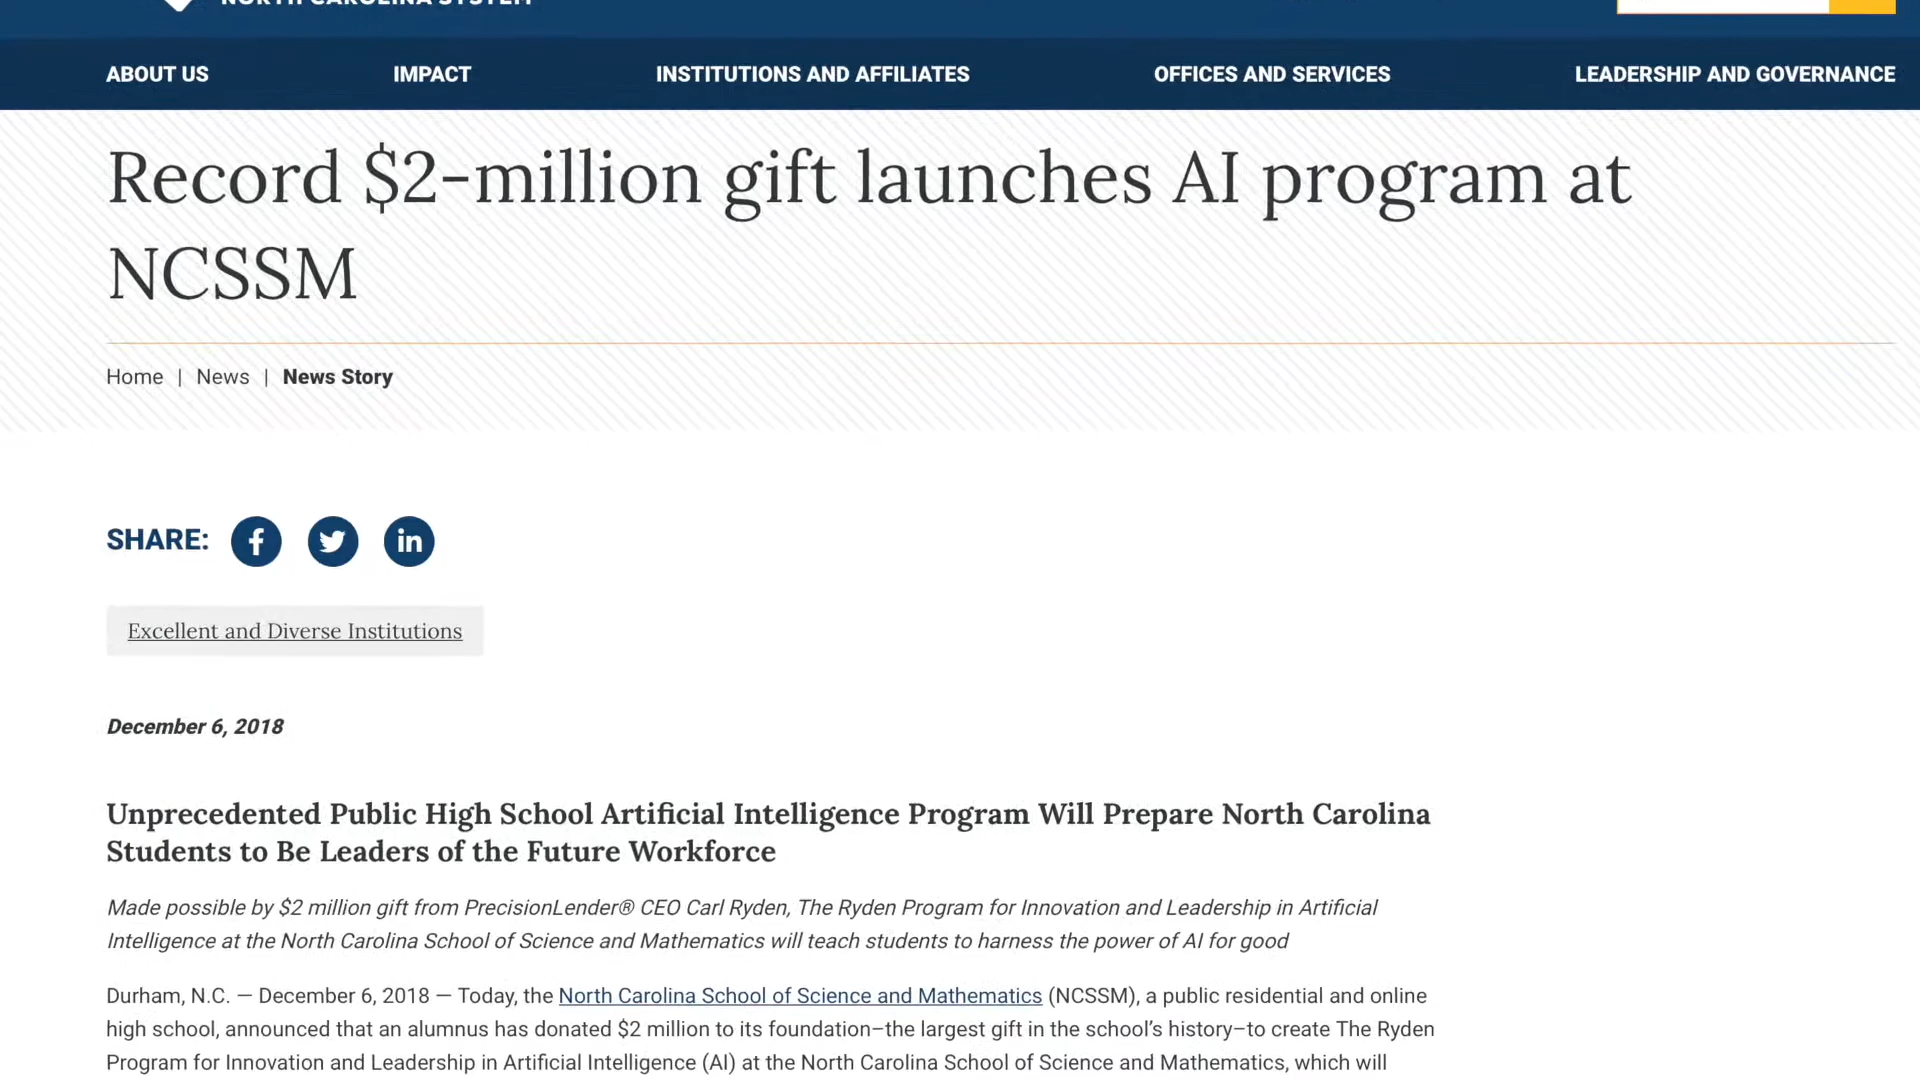 NORTH CAROLINA SYSTEM
ABOUT US
IMPACT
INSTITUTIONS AND AFFILIATES
OFFICES AND SERVICES
LEADERSHIP AND GOVERNANCE
Record $2-million gift launches AI program at
NCSSM
Home | News | News Story
SHARE:
Excellent and Diverse Institutions
December 6, 2018
Unprecedented Public High School Artificial Intelligence Program Will Prepare North Carolina
Students to Be Leaders of the Future Workforce
Made possible by $2 million gift from PrecisionLender® CEO Carl Ryden, The Ryden Program for Innovation and Leadership in Artificial
Intelligence at the North Carolina School of Science and Mathematics will teach students to harness the power of AI for good
Durham, N.C. — December 6, 2018 — Today, the North Carolina School of Science and Mathematics (NCSSM), a public residential and online
high school, announced that an alumnus has donated $2 million to its foundation–the largest gift in the school’s history–to create The Ryden
Program for Innovation and Leadership in Artificial Intelligence (AI) at the North Carolina School of Science and Mathematics, which will